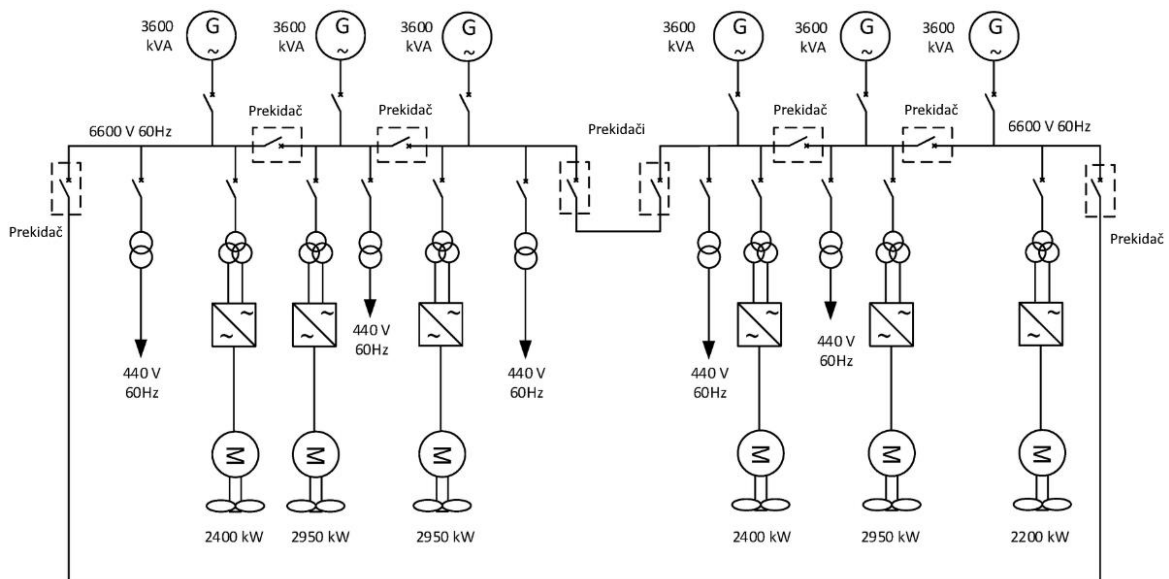 3600
kVA
G
~
3600
kVA
G
~
3600
kVA
G
~
3600
kVA
G
~
3600
kVA
G
~
3600
kVA
G
~
Prekidač
Prekidač
Prekidači
Prekidač
Prekidač
6600 V 60Hz
6600 V 60Hz
Prekidač
Prekidač
~
~
~
~
~
~
~
~
~
~
~
~
440 V
60Hz
440 V
60Hz
440 V
60Hz
440 V
60Hz
440 V
60Hz
M
M
M
M
M
M
2400 kW
2950 kW
2950 kW
2400 kW
2950 kW
2200 kW